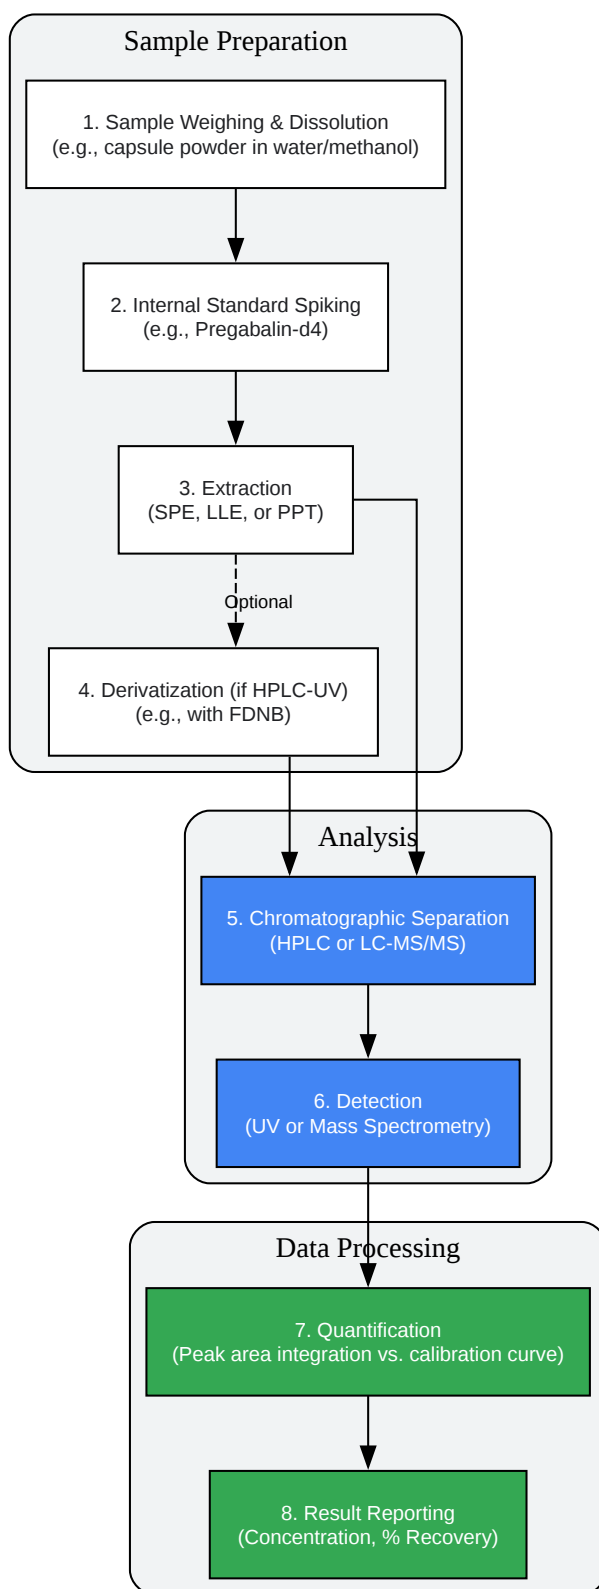 Sample Preparation
1. Sample Weighing & Dissolution
(e.g., capsule powder in water/methanol)
2. Internal Standard Spiking
(e.g., Pregabalin-d4)
3. Extraction
(SPE, LLE, or PPT)
Optional
4. Derivatization (if HPLC-UV)
(e.g., with FDNB)
Analysis
5. Chromatographic Separation
(HPLC or LC-MS/MS)
6. Detection
(UV or Mass Spectrometry)
Data Processing
7. Quantification
(Peak area integration vs. calibration curve)
8. Result Reporting
(Concentration, % Recovery)